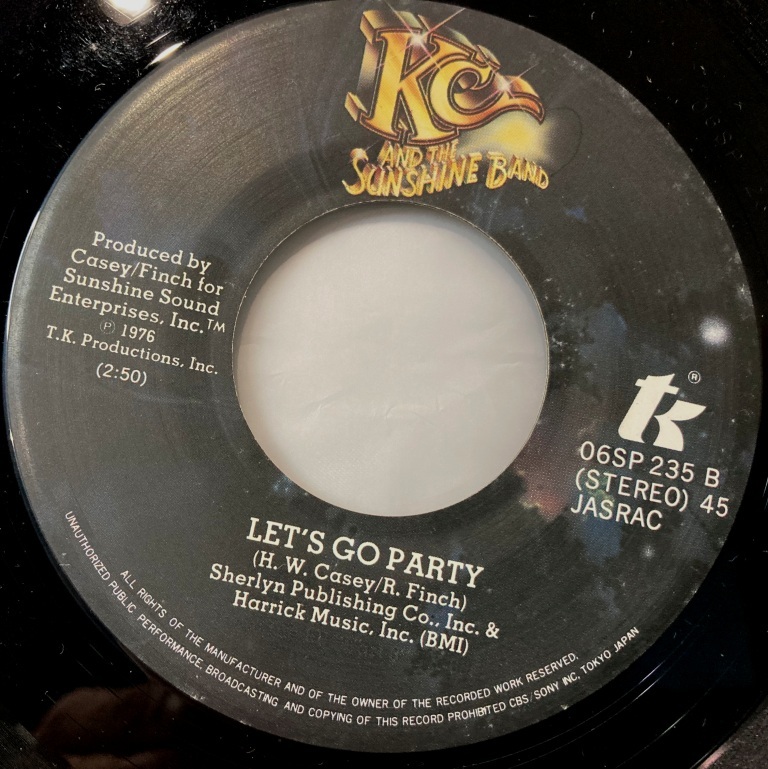 KC
AND THE
SUNSHINE BAND
Produced by
Casey/Finch for
Sunshine Sound
Enterprises, Inc.™
Ⓟ 1976
T.K. Productions, Inc.
(2:50)
tk®
06SP 235 B
(STEREO) 45
JASRAC
LET'S GO PARTY
(H. W. Casey/R. Finch)
Sherlyn Publishing Co., Inc. &
Harrick Music, Inc. (BMI)
ALL RIGHTS OF THE MANUFACTURER AND OF THE OWNER OF THE RECORDED WORK RESERVED.
UNAUTHORIZED PUBLIC PERFORMANCE, BROADCASTING AND COPYING OF THIS RECORD PROHIBITED CBS/SONY INC. TOKYO JAPAN